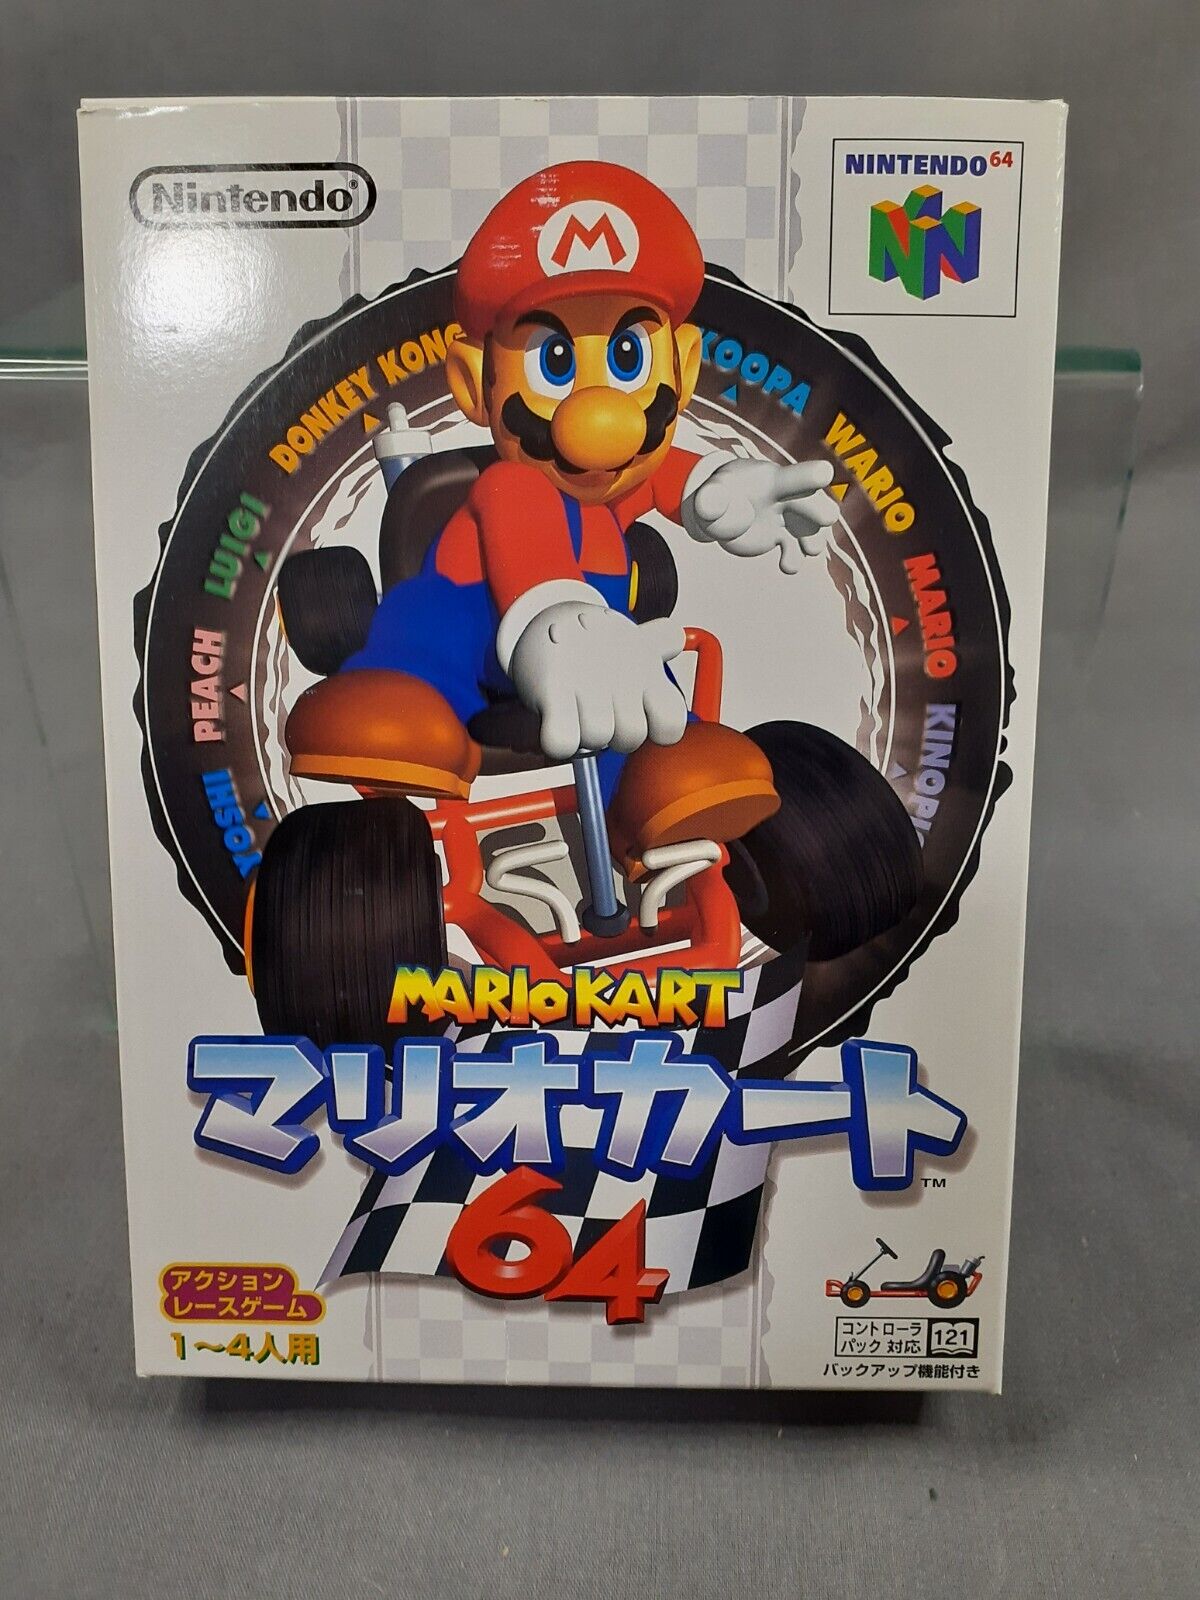 Nintendo®
NINTENDO64
DONKEY KONG
KOOPA
WARIO
LUIGI
MARIO
PEACH
YOSHI
MARIO KART
マリオカート
TM
64
アクション
レースゲーム
1～4人用
コントローラ
パック 対応
121
バックアップ機能付き